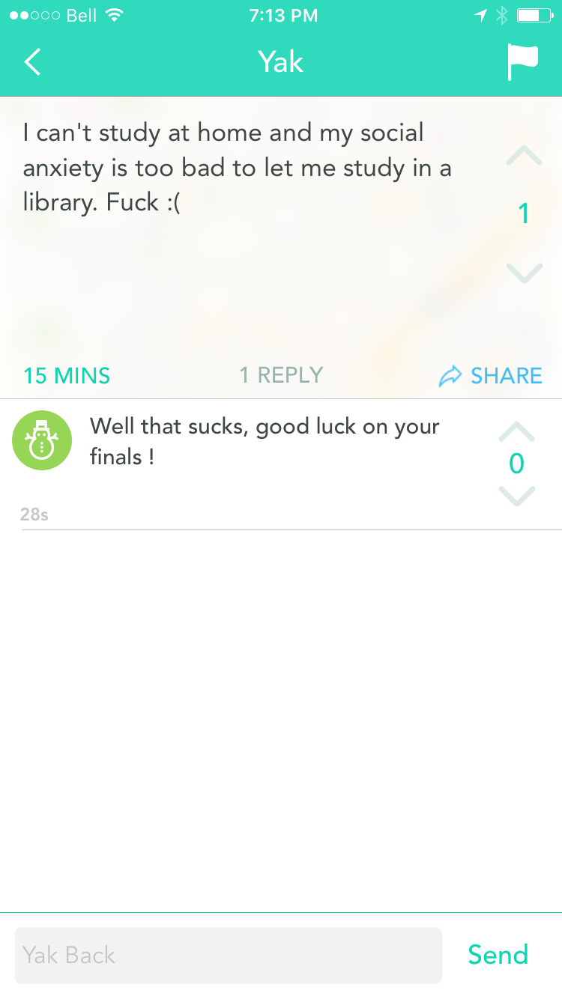 Bell 7:13 PM
Yak
I can't study at home and my social
anxiety is too bad to let me study in a
library. Fuck :(
1
15 MINS 1 REPLY SHARE
Well that sucks, good luck on your
finals !
0
28s
Yak Back Send